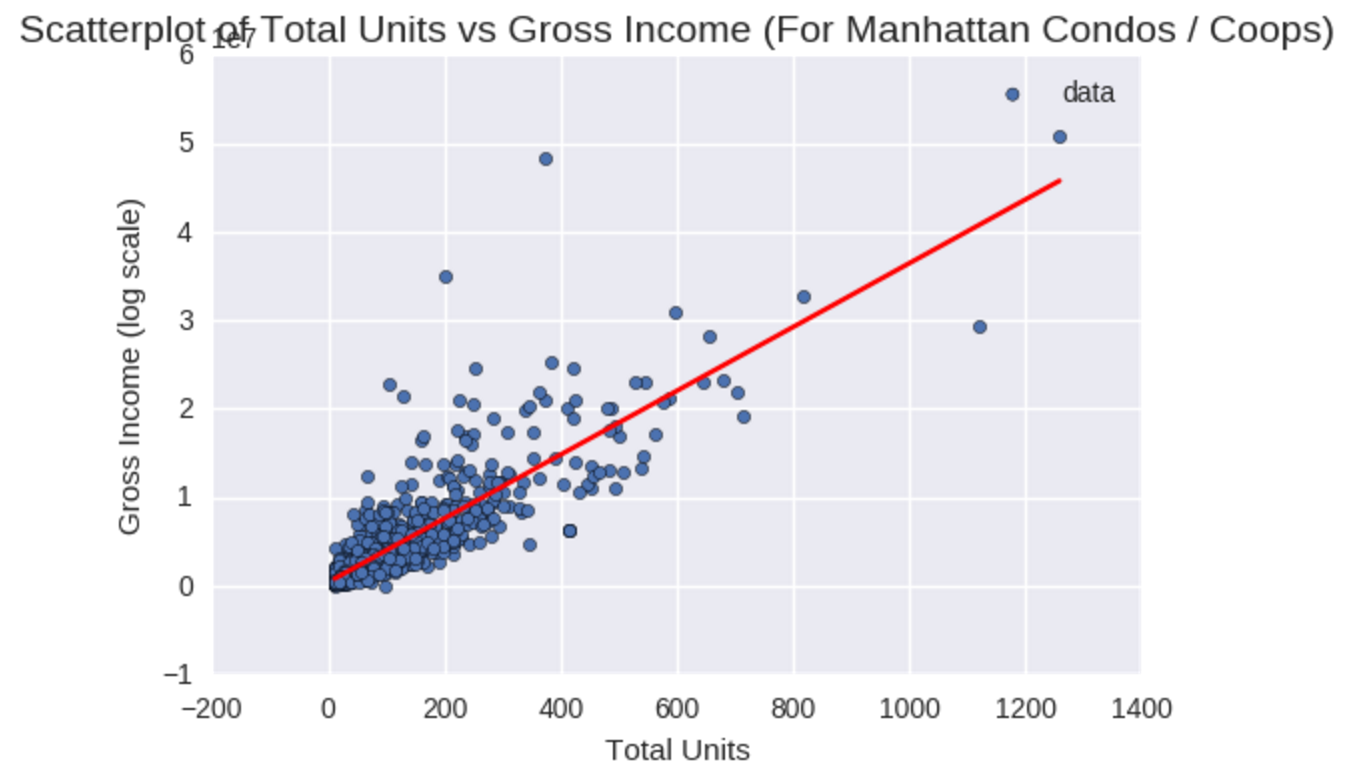 Scatterplot of Total Units vs Gross Income (For Manhattan Condos / Coops)
1e7
data
6
5
4
3
2
1
0
−1
Gross Income (log scale)
−200 0 200 400 600 800 1000 1200 1400
Total Units